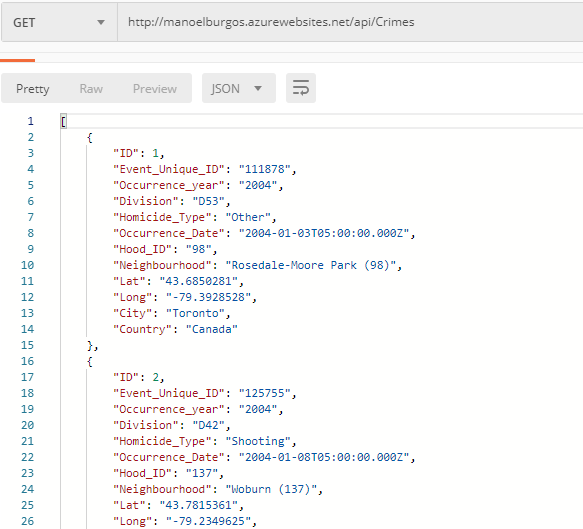 GET http://manoelburgos.azurewebsites.net/api/Crimes
Pretty Raw Preview JSON
1 [
2 {
3 "ID": 1,
4 "Event_Unique_ID": "111878",
5 "Occurrence_year": "2004",
6 "Division": "D53",
7 "Homicide_Type": "Other",
8 "Occurrence_Date": "2004-01-03T05:00:00.000Z",
9 "Hood_ID": "98",
10 "Neighbourhood": "Rosedale-Moore Park (98)",
11 "Lat": "43.6850281",
12 "Long": "-79.3928528",
13 "City": "Toronto",
14 "Country": "Canada"
15 },
16 {
17 "ID": 2,
18 "Event_Unique_ID": "125755",
19 "Occurrence_year": "2004",
20 "Division": "D42",
21 "Homicide_Type": "Shooting",
22 "Occurrence_Date": "2004-01-08T05:00:00.000Z",
23 "Hood_ID": "137",
24 "Neighbourhood": "Woburn (137)",
25 "Lat": "43.7815361",
26 "Long": "-79.2349625",